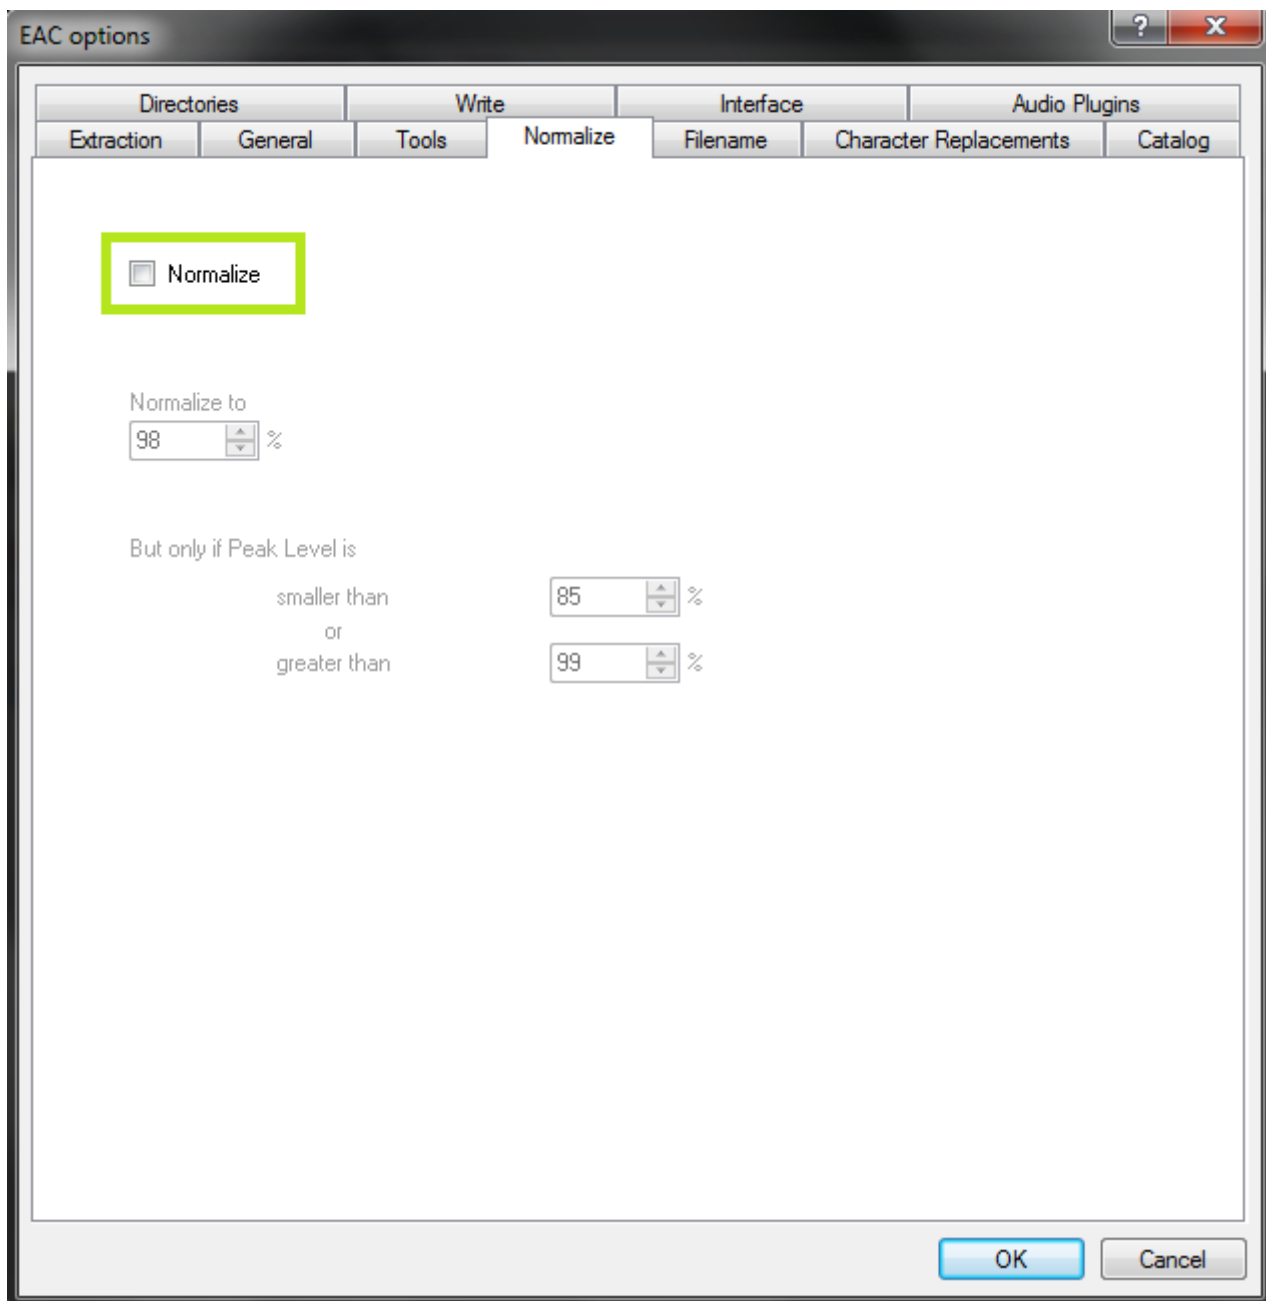 EAC options
?
Directories Write Interface Audio Plugins
Extraction General Tools Normalize Filename Character Replacements Catalog
Normalize
Normalize to
98 %
But only if Peak Level is
smaller than 85 %
or
greater than 99 %
OK Cancel